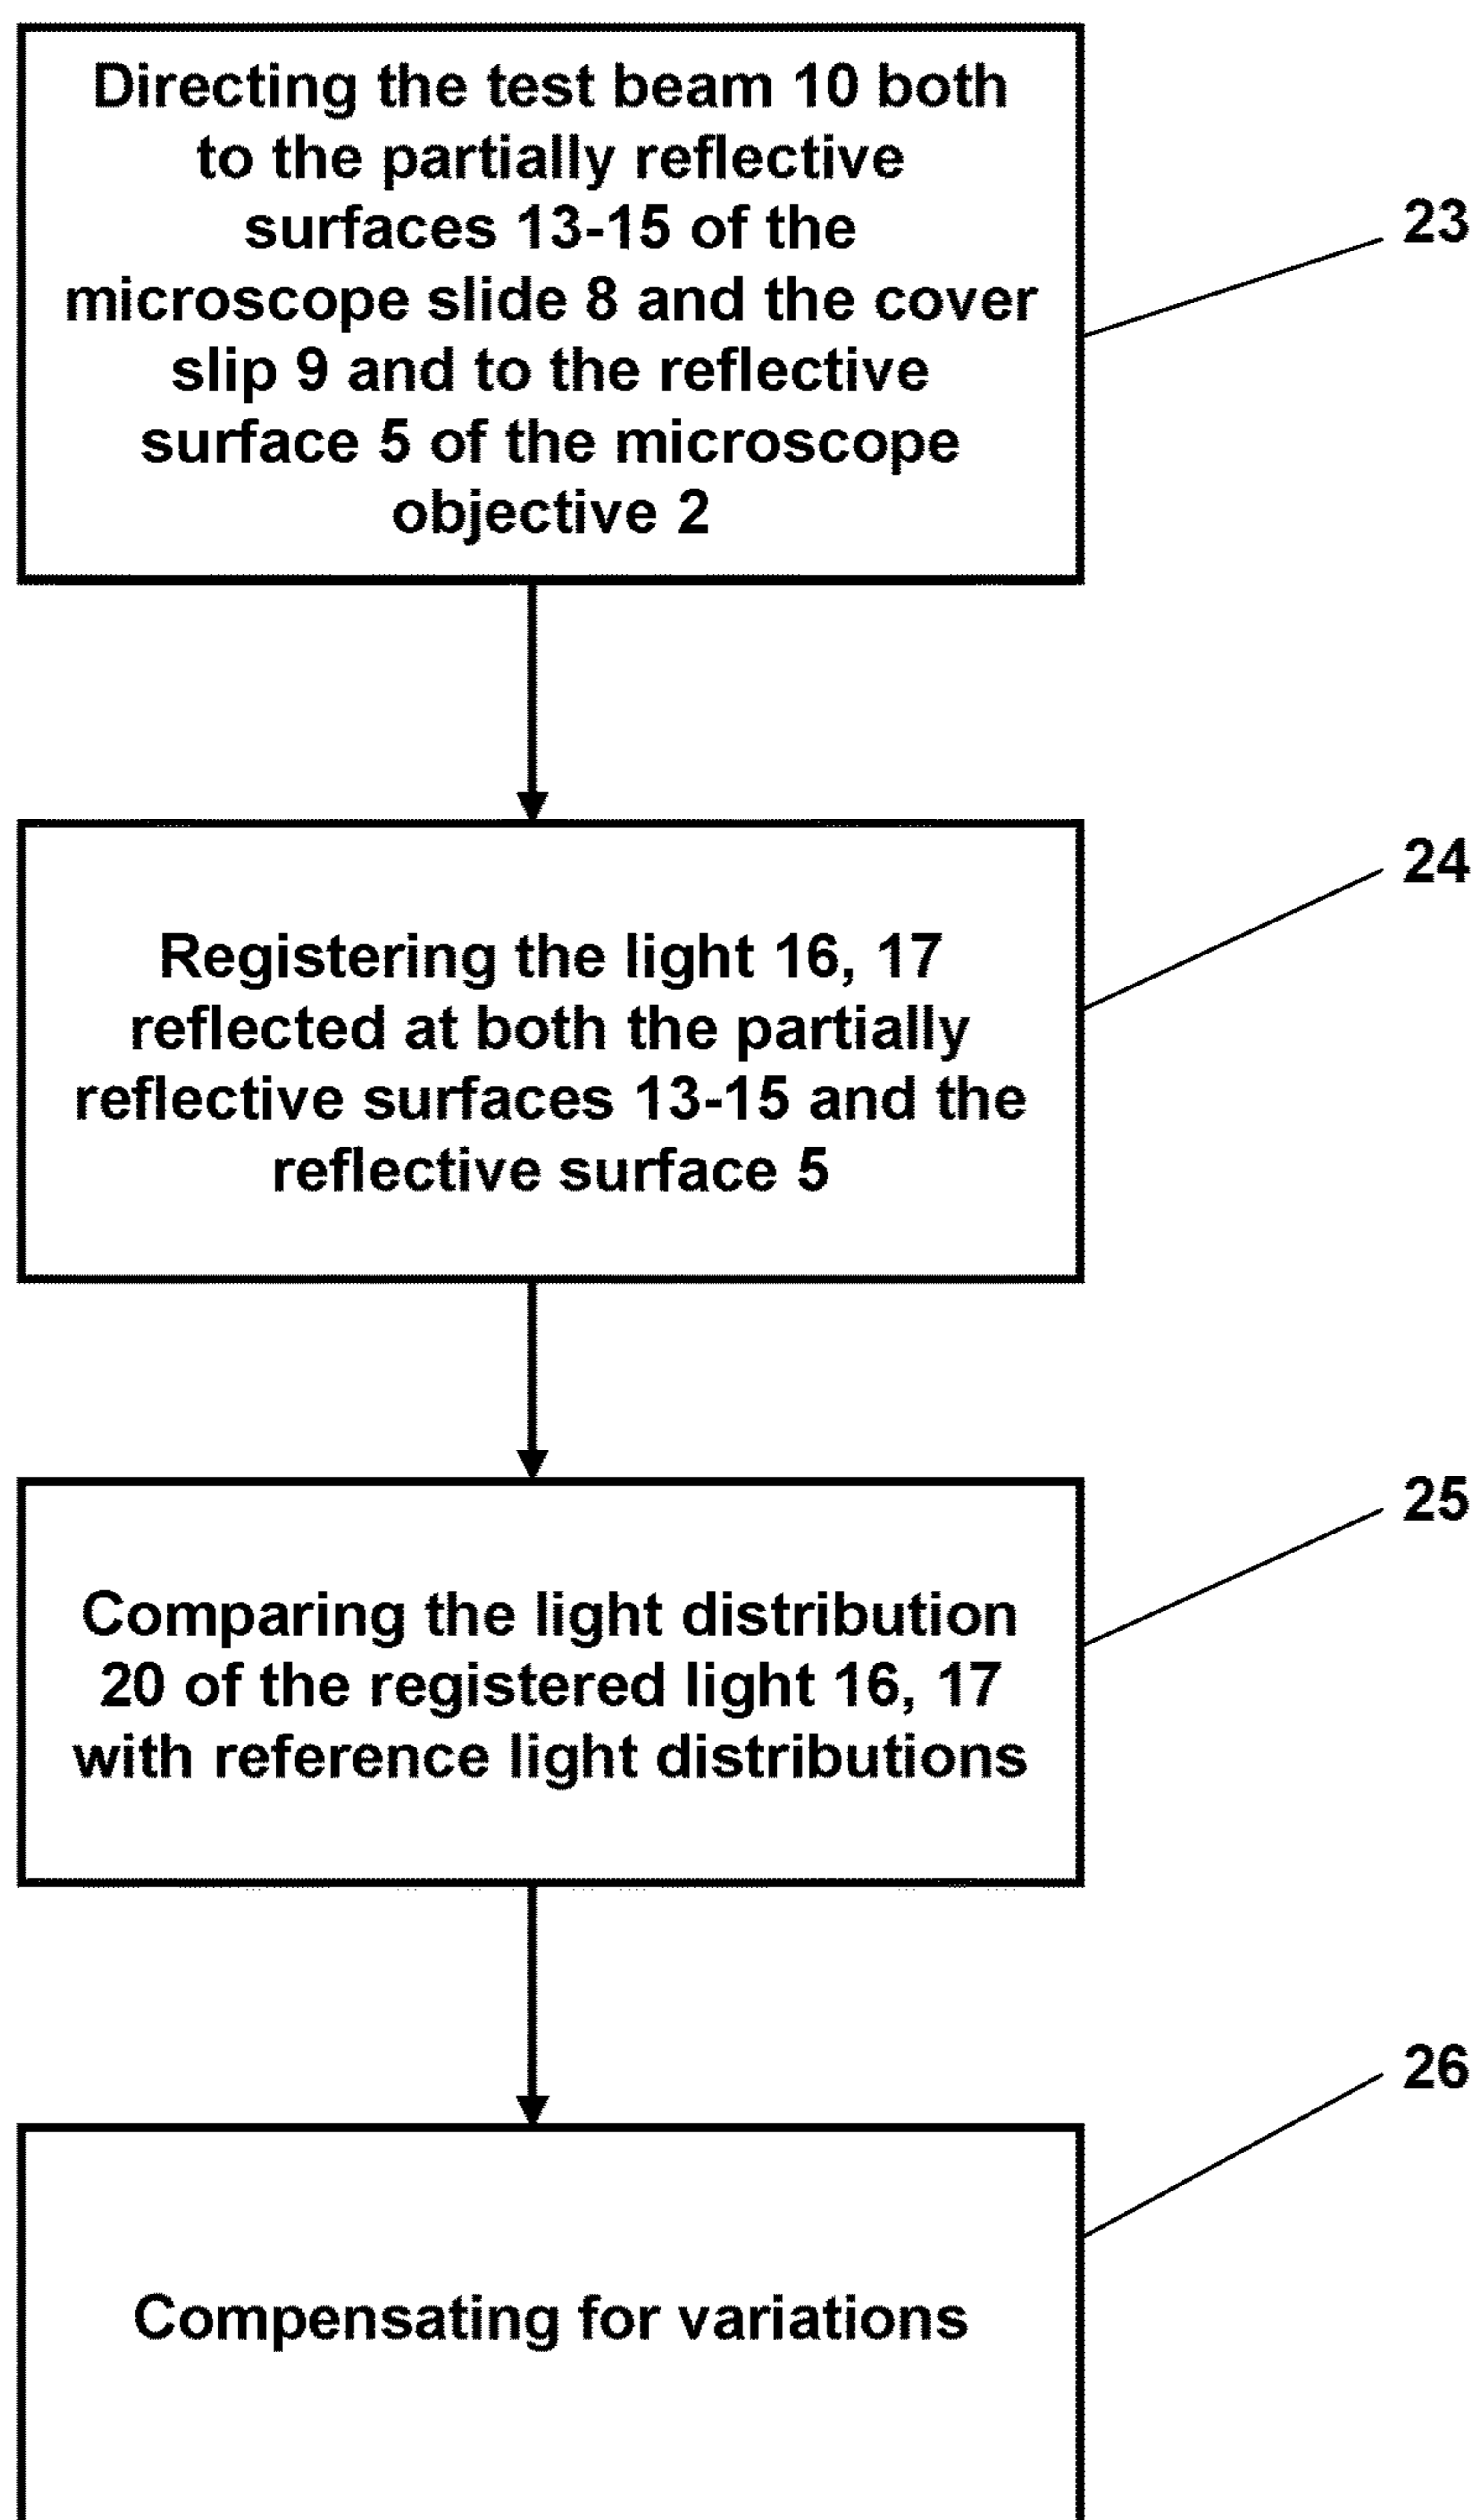 Directing the test beam 10 both
to the partially reflective
surfaces 13-15 of the
microscope slide 8 and the cover
slip 9 and to the reflective
surface 5 of the microscope
objective 2
23
Registering the light 16, 17
reflected at both the partially
reflective surfaces 13-15 and the
reflective surface 5
24
Comparing the light distribution
20 of the registered light 16, 17
with reference light distributions
25
Compensating for variations
26